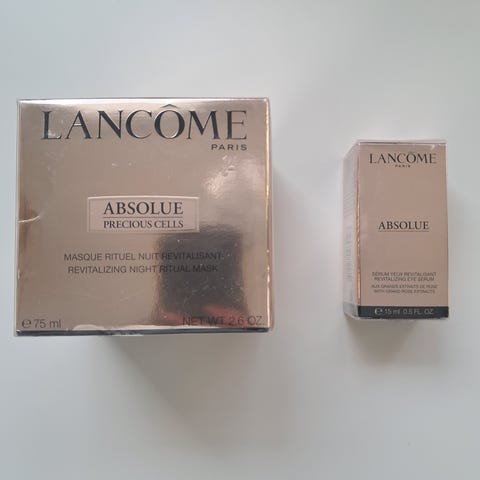 LANCÔME
PARIS
ABSOLUE
PRECIOUS CELLS
MASQUE RITUEL NUIT REVITALISANT
REVITALIZING NIGHT RITUAL MASK
℮ 75 ml NET WT. 2.6 OZ.
LANCÔME
PARIS
ABSOLUE
SÉRUM YEUX REVITALISANT
REVITALIZING EYE SERUM
AUX GRANDS EXTRAITS DE ROSE
WITH GRAND ROSE EXTRACTS
℮ 15 ml 0.5 FL. OZ.